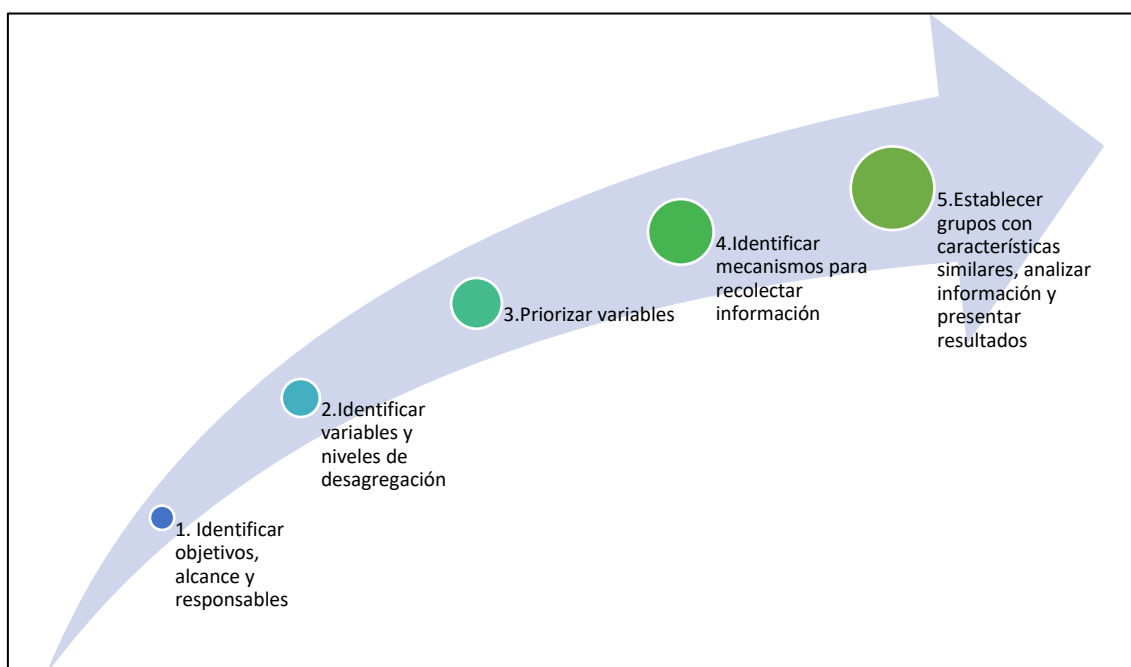 1. Identificar
objetivos,
alcance y
responsables
2.Identificar
variables y
niveles de
desagregación
3.Priorizar variables
4.Identificar
mecanismos para
recolectar
información
5.Establecer
grupos con
características
similares, analizar
información y
presentar
resultados